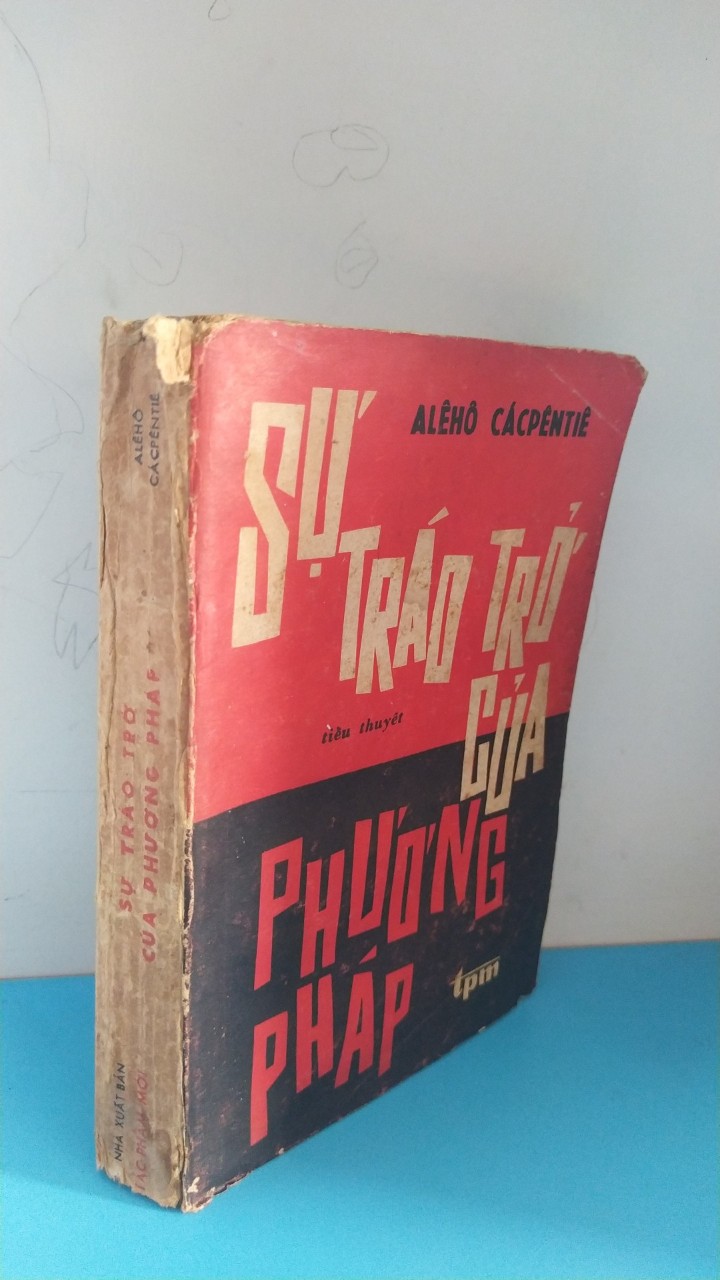 ALÊHÔ CÁCPÊNTIÊ
SỰ
TRÁO TRỞ
CỦA
tiểu thuyết
PHƯƠNG
PHÁP
tpm
ALÊHÔ
CÁCPÊNTIÊ
SỰ TRÁO TRỞ
CỦA PHƯƠNG PHÁP
NHÀ XUẤT BẢN
TÁC PHẨM MỚI